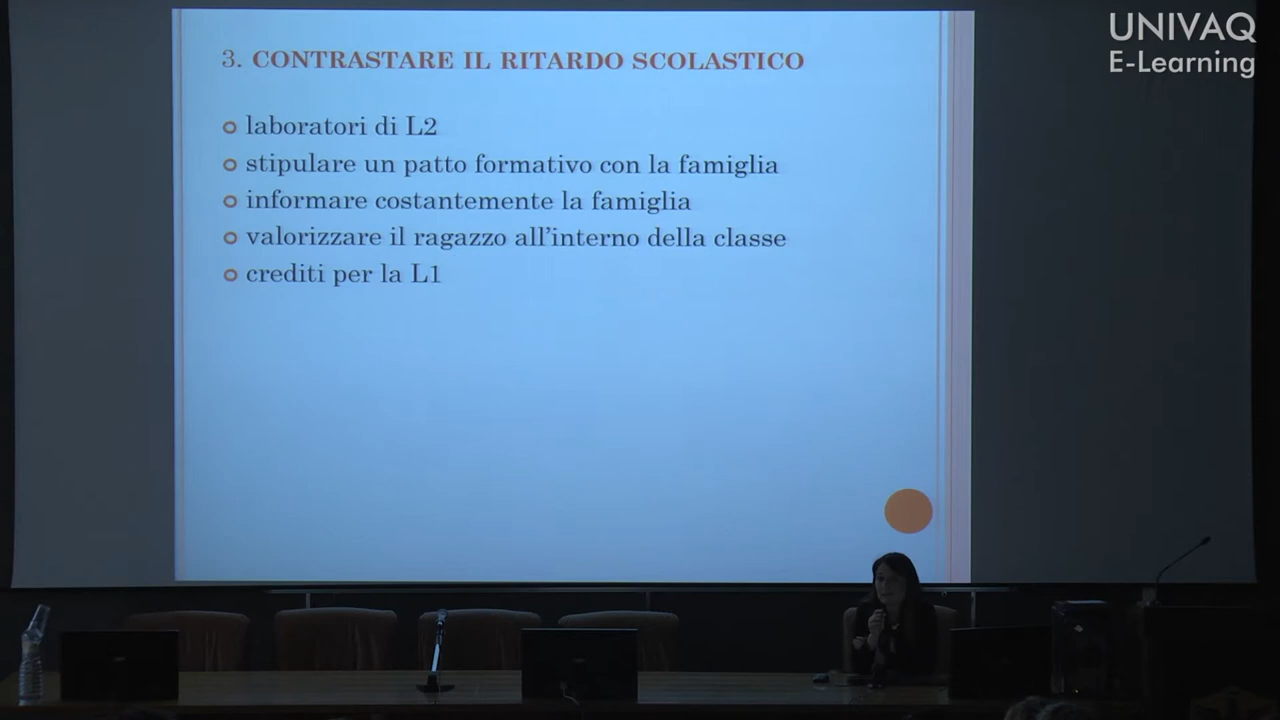 UNIVAQ
E-Learning
3. CONTRASTARE IL RITARDO SCOLASTICO
laboratori di L2
stipulare un patto formativo con la famiglia
informare costantemente la famiglia
valorizzare il ragazzo all'interno della classe
crediti per la L1